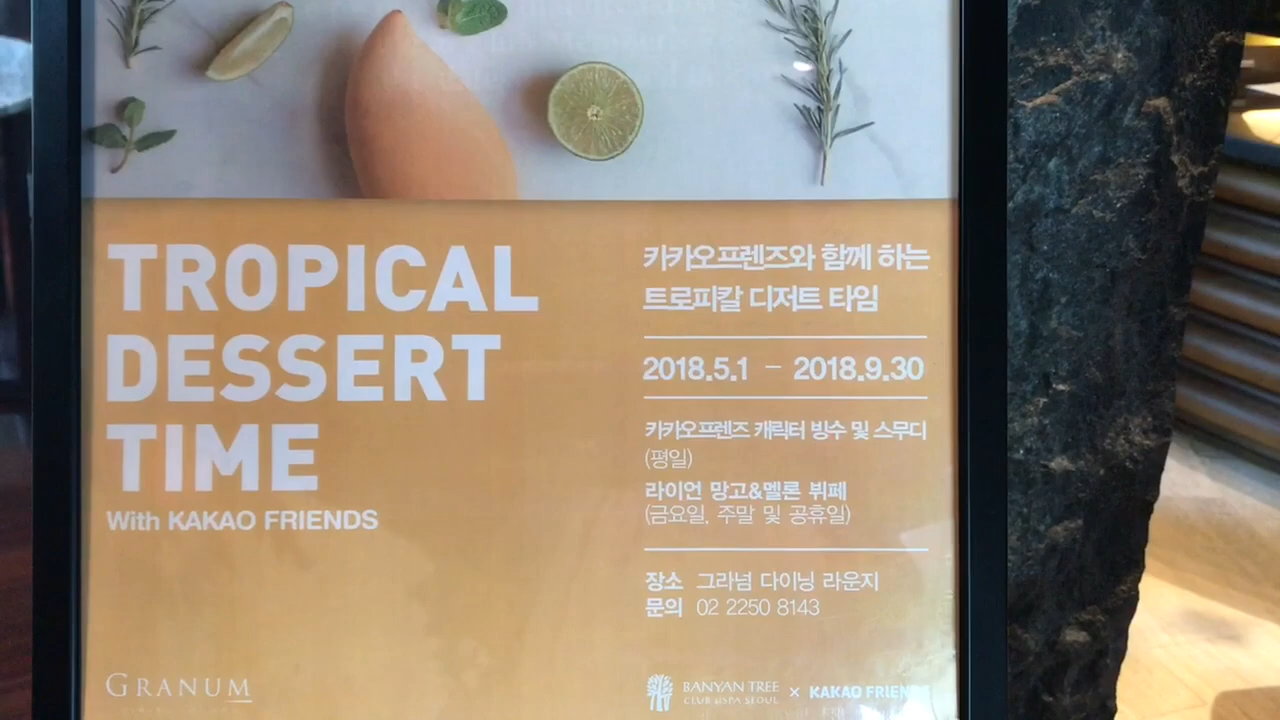 TROPICAL
DESSERT
TIME
With KAKAO FRIENDS
카카오프렌즈와 함께 하는
트로피칼 디저트 타임
2018.5.1 – 2018.9.30
카카오프렌즈 캐릭터 빙수 및 스무디
(평일)
라이언 망고&멜론 뷔페
(금요일, 주말 및 공휴일)
장소 그라넘 다이닝 라운지
문의 02 2250 8143
GRANUM
BANYAN TREE × KAKAO FRIENDS
CLUB & SPA SEOUL